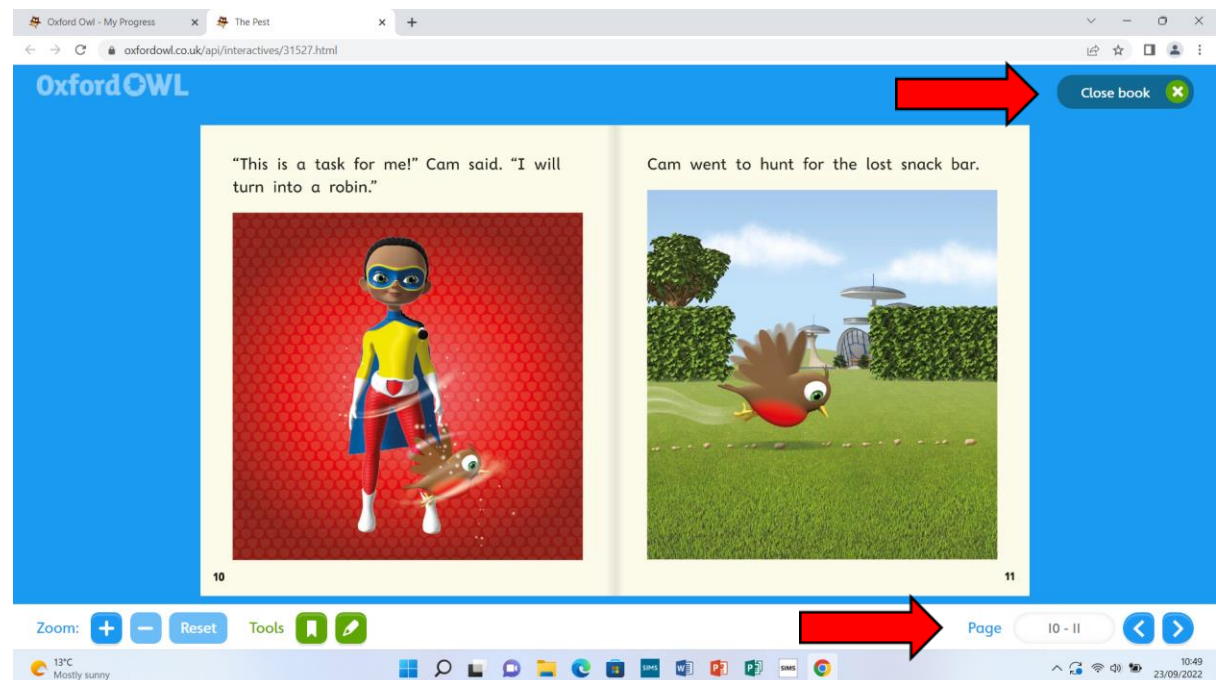 Oxford Owl - My Progress
The Pest
oxfordowl.co.uk/api/interactives/31527.html
Oxford OWL
Close book
"This is a task for me!" Cam said. "I will
turn into a robin."
Cam went to hunt for the lost snack bar.
10
11
Zoom:
Reset
Tools
Page
10 - 11
13°C
Mostly sunny
SIMS
SIMS
10:49
23/09/2022